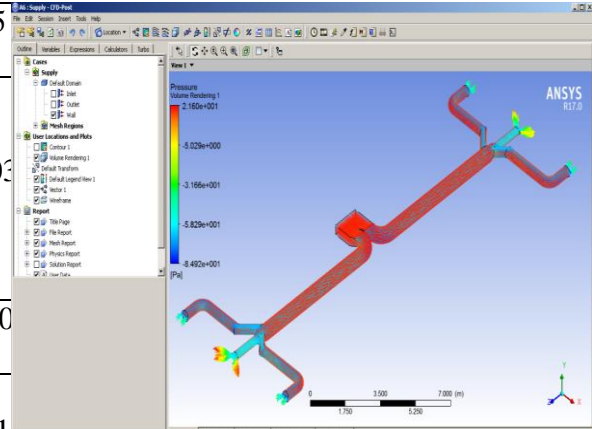 A6 : Supply - CFD-Post
File Edit Session Insert Tools Help
Location
Outline Variables Expressions Calculators Turbo
Cases
Supply
Default Domain
Inlet
Outlet
Wall
Mesh Regions
User Locations and Plots
Contour 1
Volume Rendering 1
Default Transform
Default Legend View 1
Vector 1
Wireframe
Report
Title Page
File Report
Mesh Report
Physics Report
Solution Report
User Data
View 1
Pressure
Volume Rendering 1
2.160e+001
-5.029e+000
-3.166e+001
-5.829e+001
-8.492e+001
[Pa]
ANSYS
R17.0
0 3.500 7.000 (m)
1.750 5.250
Y
X
5
0